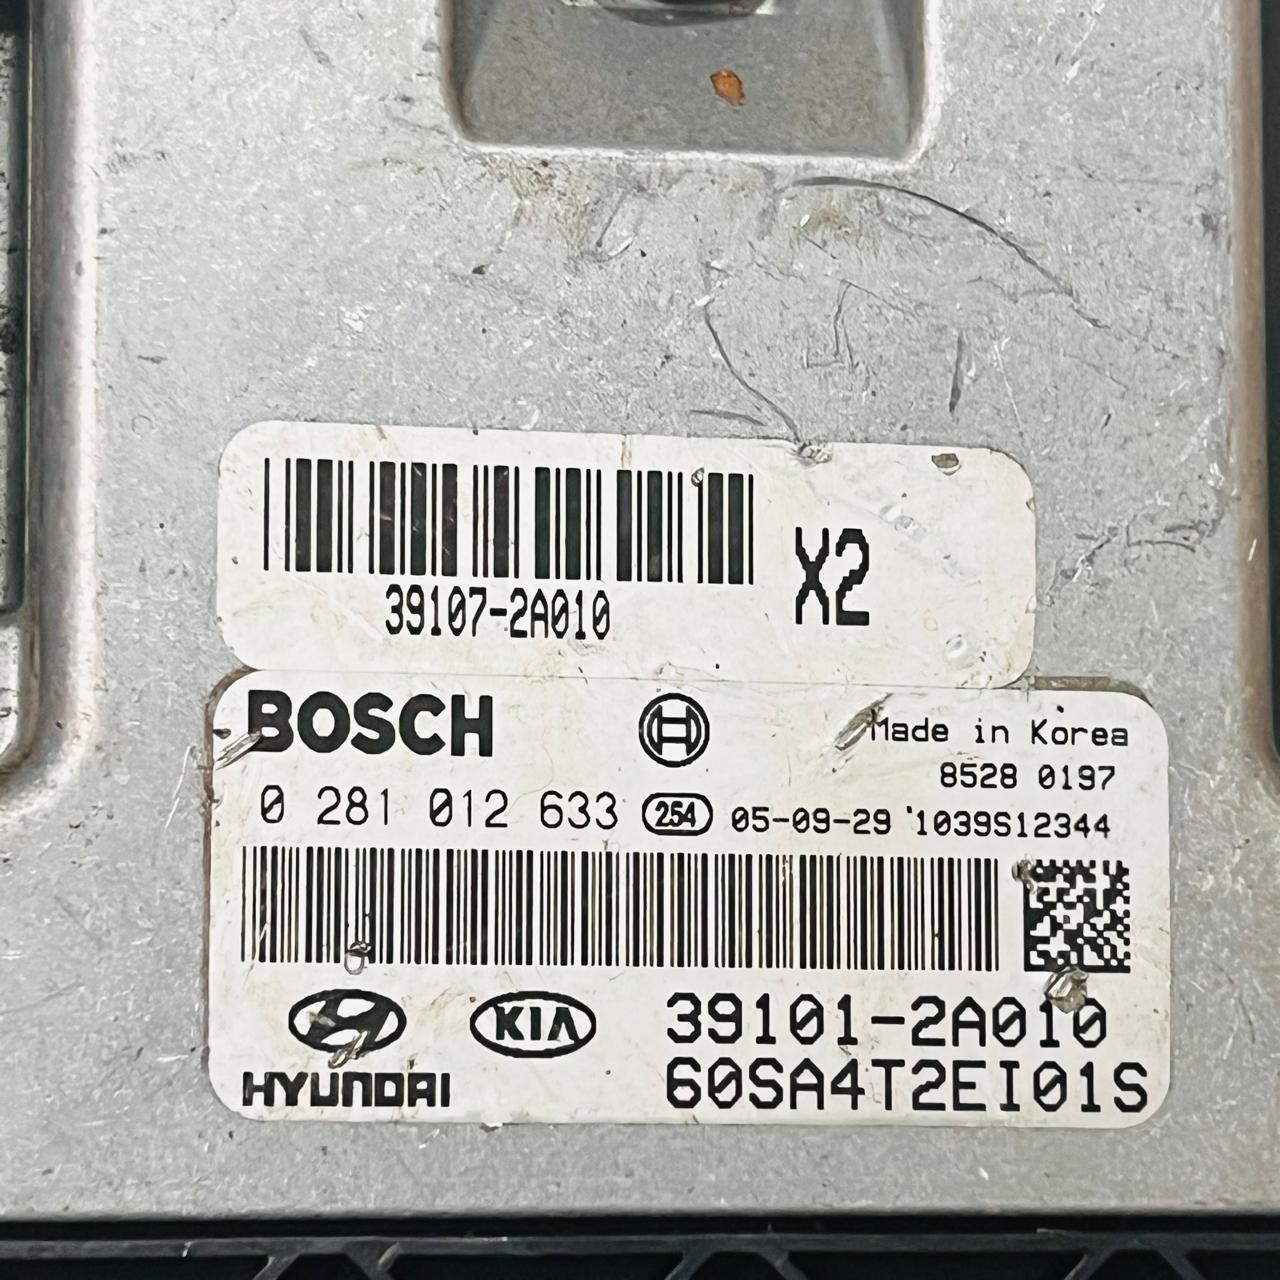 39107-2A010
X2
BOSCH
Made in Korea
8528 0197
0 281 012 633 254 05-09-29 '1039S12344
HYUNDAI
KIA
39101-2A010
60SA4T2EI01S